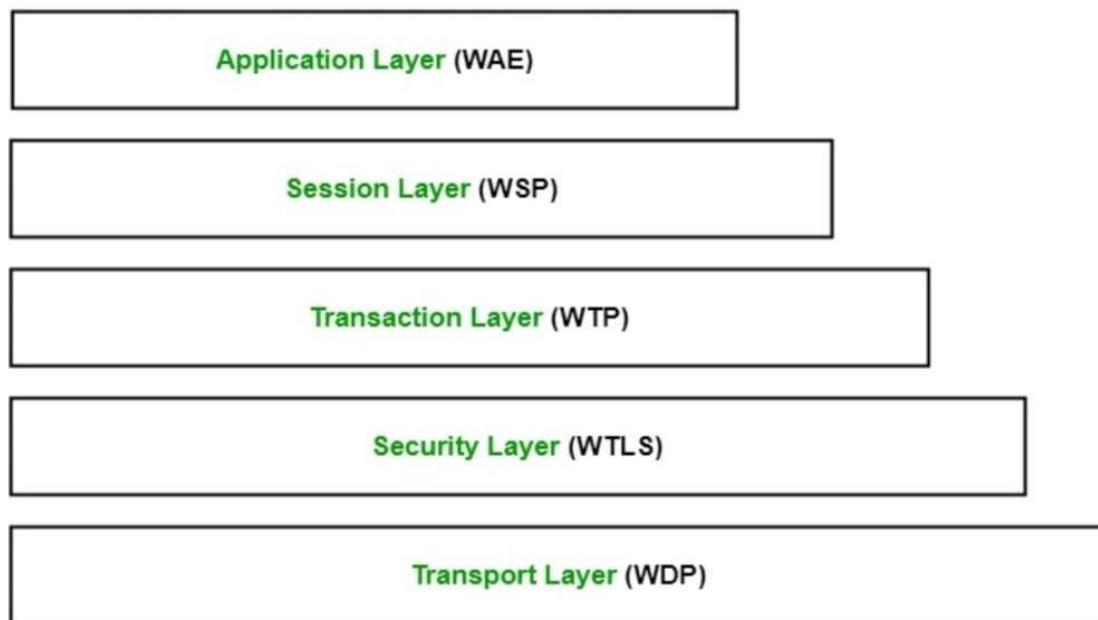 Application Layer (WAE)
Session Layer (WSP)
Transaction Layer (WTP)
Security Layer (WTLS)
Transport Layer (WDP)